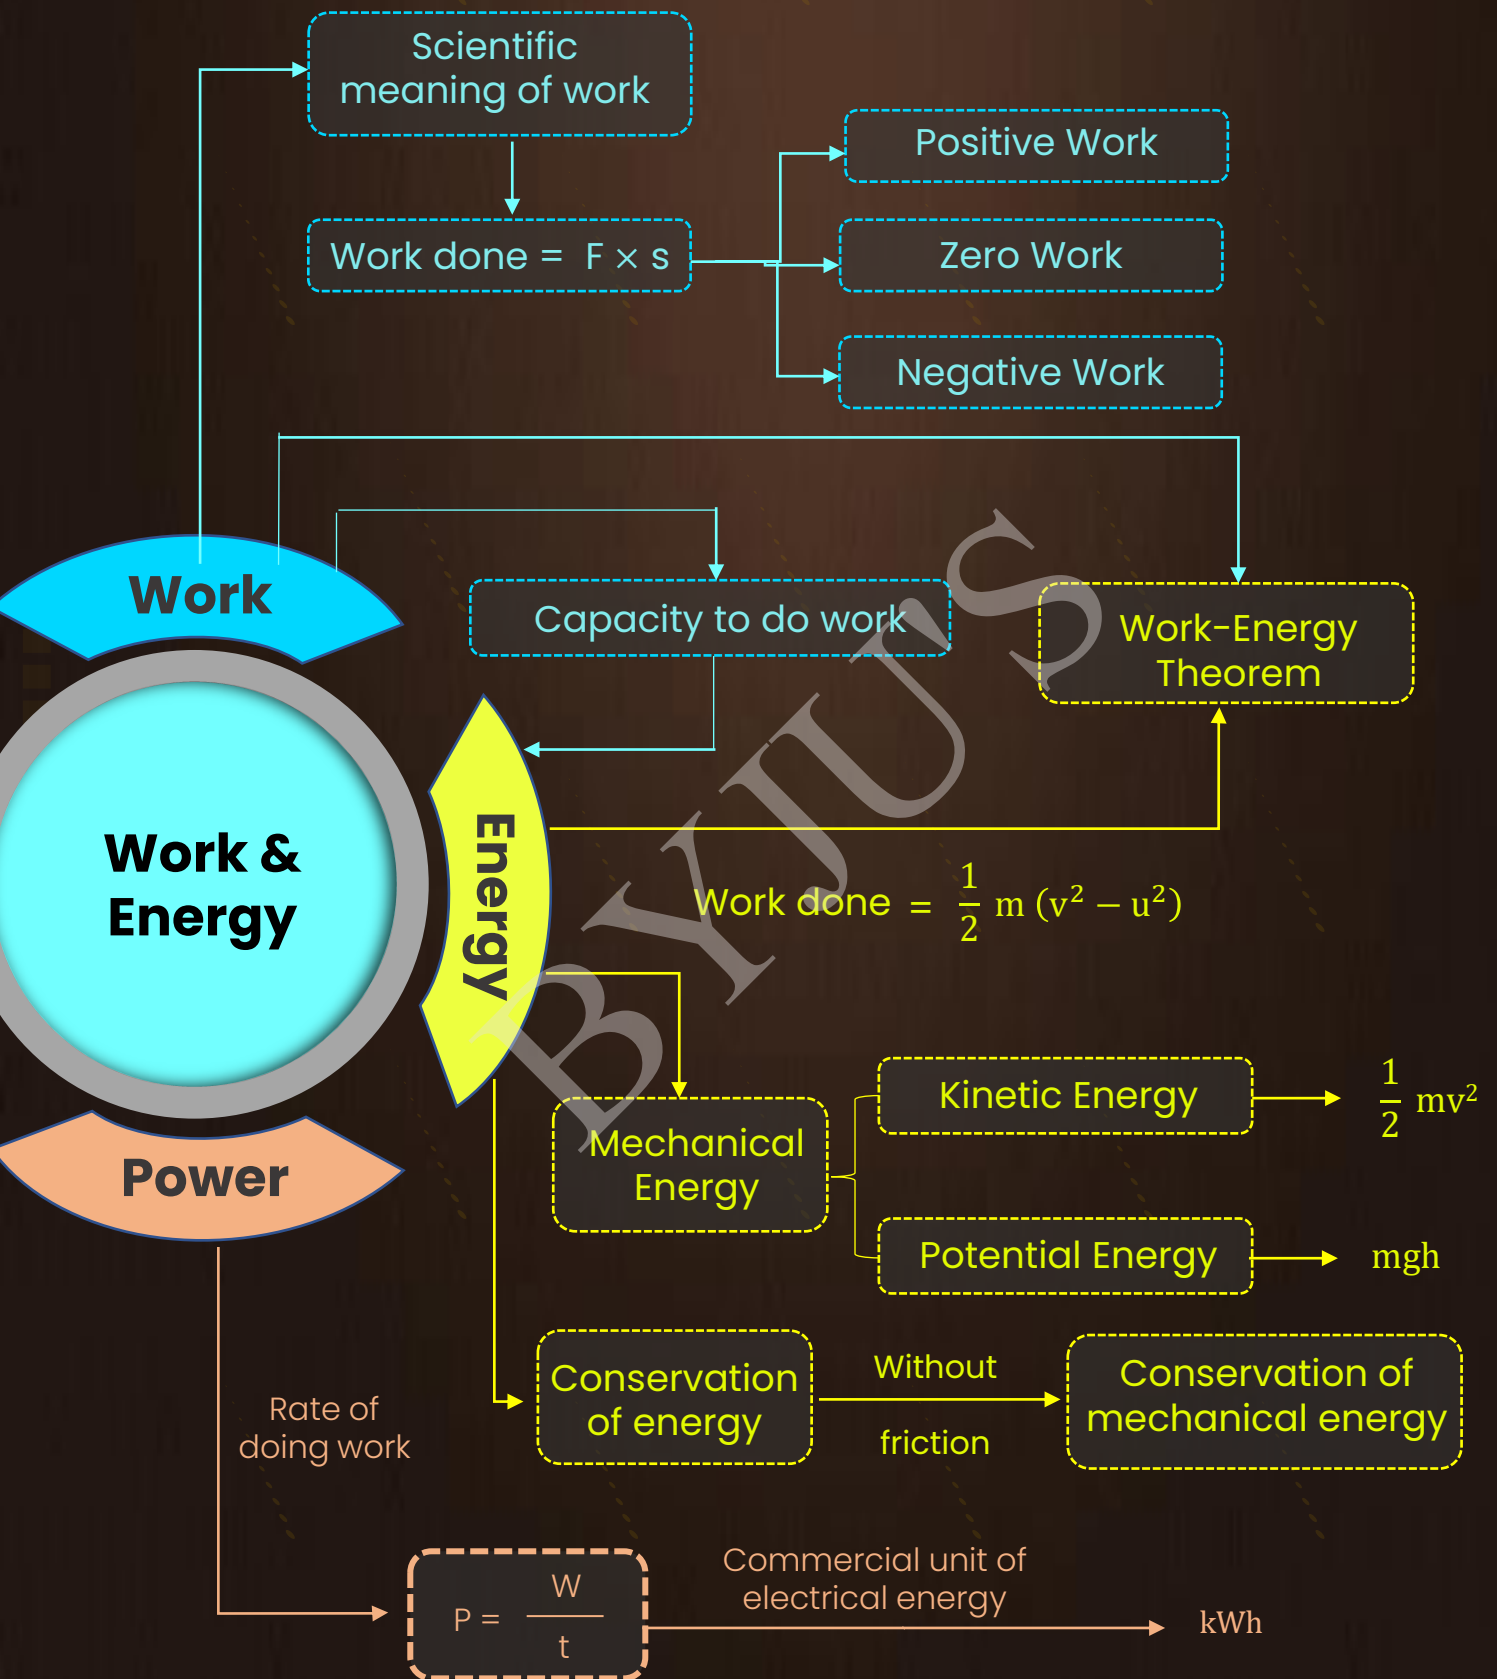 Scientific
meaning of work
Positive Work
Work done = F × s
Zero Work
Negative Work
Work
Capacity to do work
Work-Energy
Theorem
Work &
Energy
Energy
Work done = 1/2 m (v² – u²)
Mechanical
Energy
Kinetic Energy
1/2 mv²
Potential Energy
mgh
Power
Conservation
of energy
Without
friction
Conservation of
mechanical energy
Rate of
doing work
P = W/t
Commercial unit of
electrical energy
kWh
BYJU'S